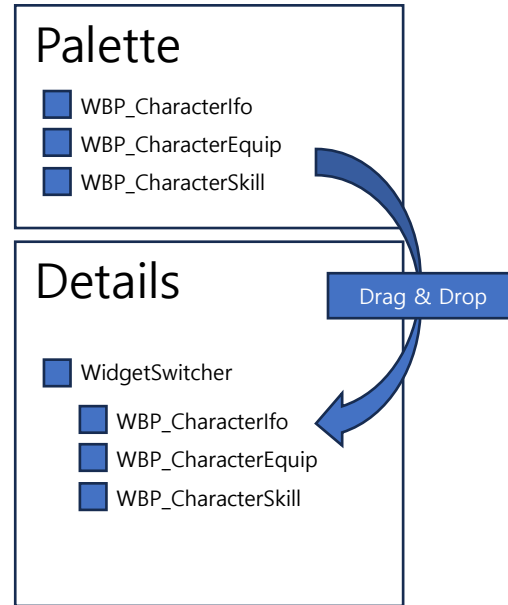 Palette
WBP_CharacterIfo
WBP_CharacterEquip
WBP_CharacterSkill
Details
Drag & Drop
WidgetSwitcher
WBP_CharacterIfo
WBP_CharacterEquip
WBP_CharacterSkill